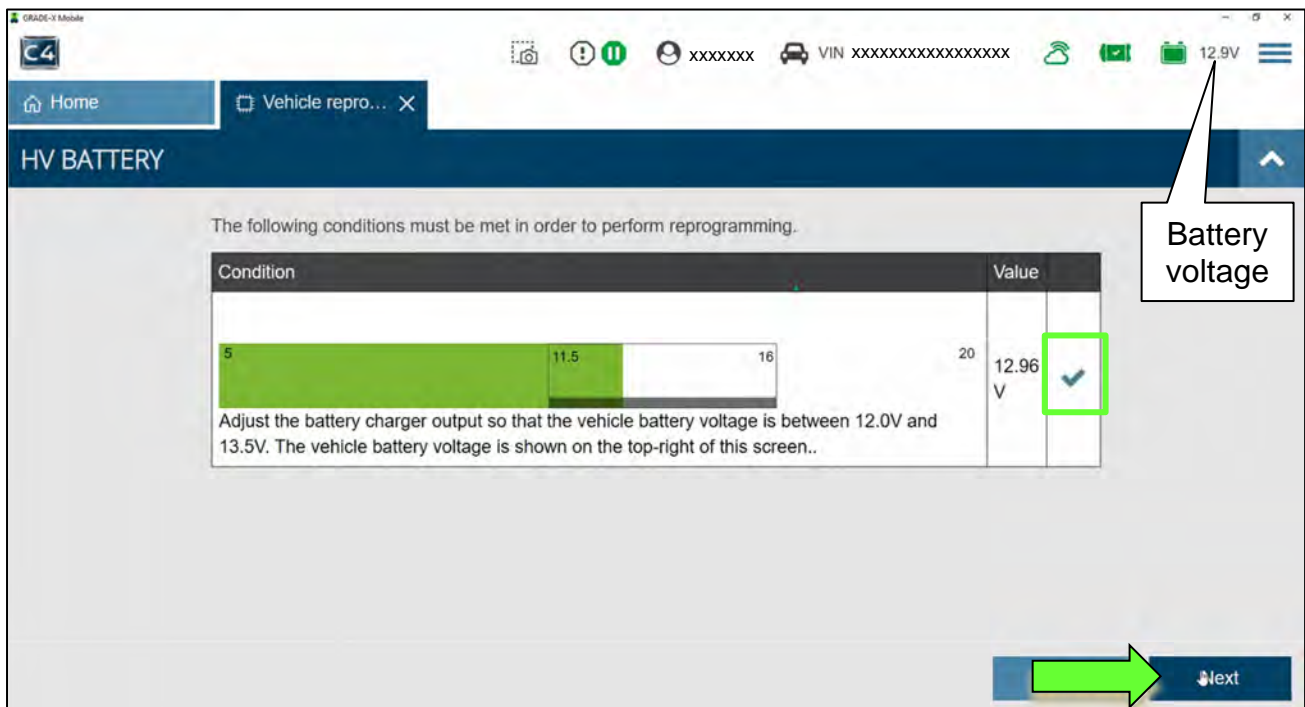 GRADE-X Mobile
C4
xxxxxxx
VIN xxxxxxxxxxxxxxxxx
12.9V
Home
Vehicle repro...
HV BATTERY
Battery
voltage
The following conditions must be met in order to perform reprogramming.
Condition Value
5 11.5 16 20
12.96
V
Adjust the battery charger output so that the vehicle battery voltage is between 12.0V and
13.5V. The vehicle battery voltage is shown on the top-right of this screen..
Next